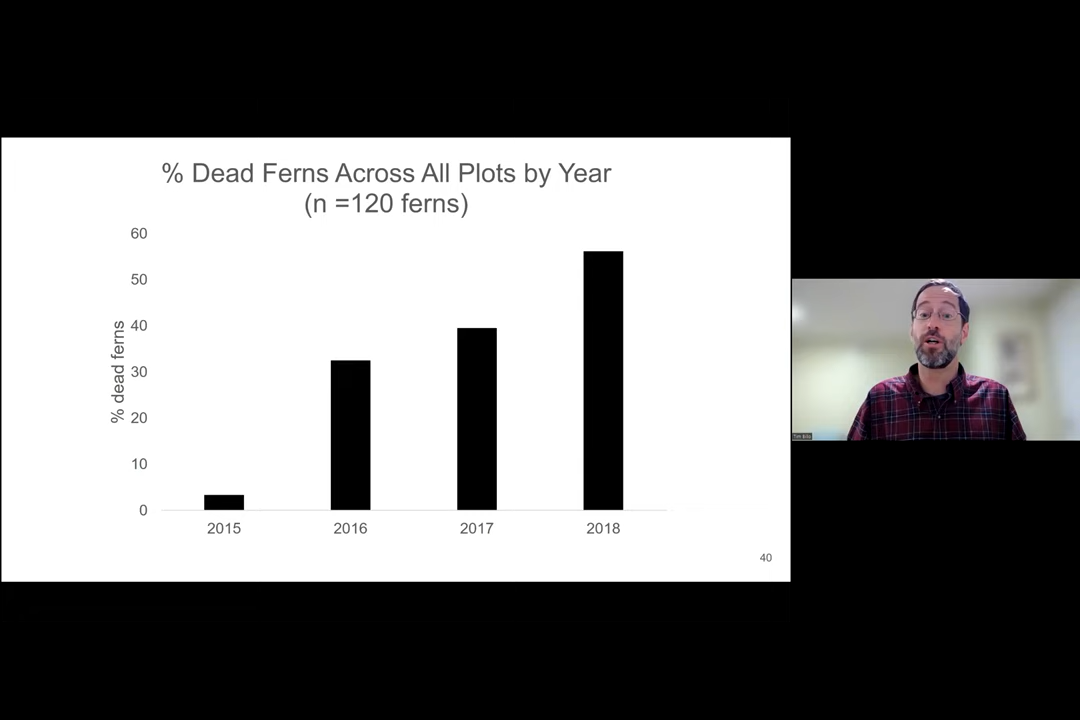 % Dead Ferns Across All Plots by Year
(n =120 ferns)
60
50
40
30
20
10
0
% dead ferns
2015 2016 2017 2018
40